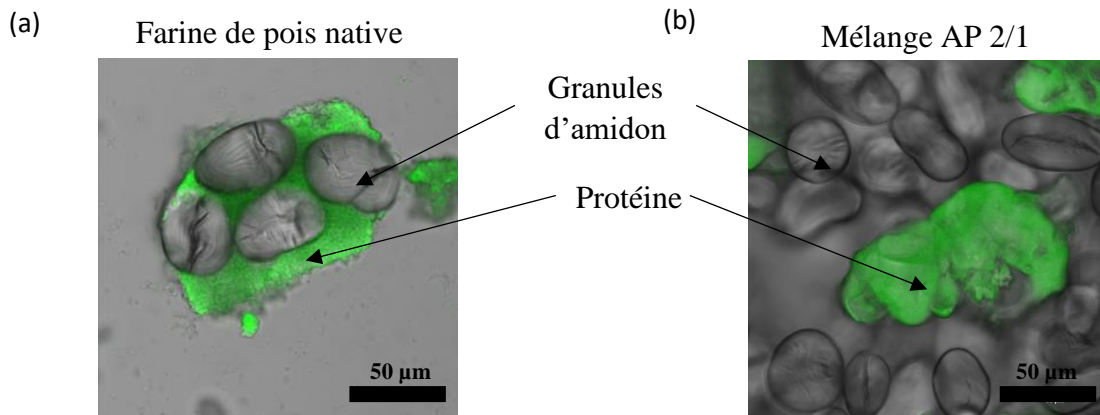 (a)
Farine de pois native
(b)
Mélange AP 2/1
Granules
d'amidon
Protéine
50 µm
50 µm